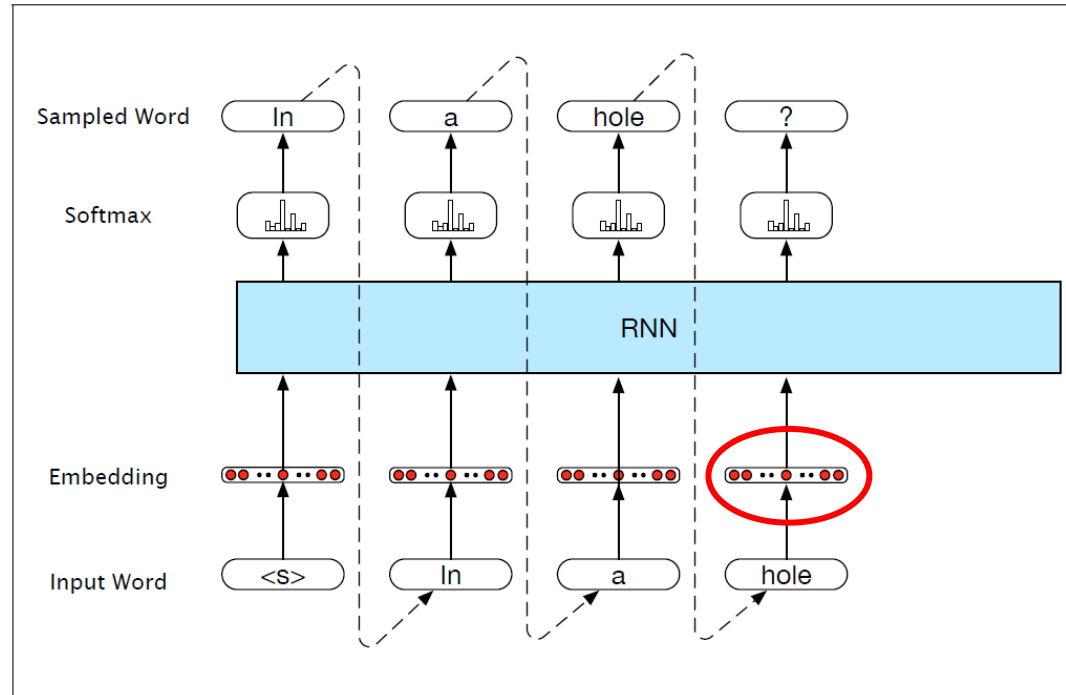 Sampled Word In a hole ?
Softmax
RNN
Embedding
Input Word <s> In a hole